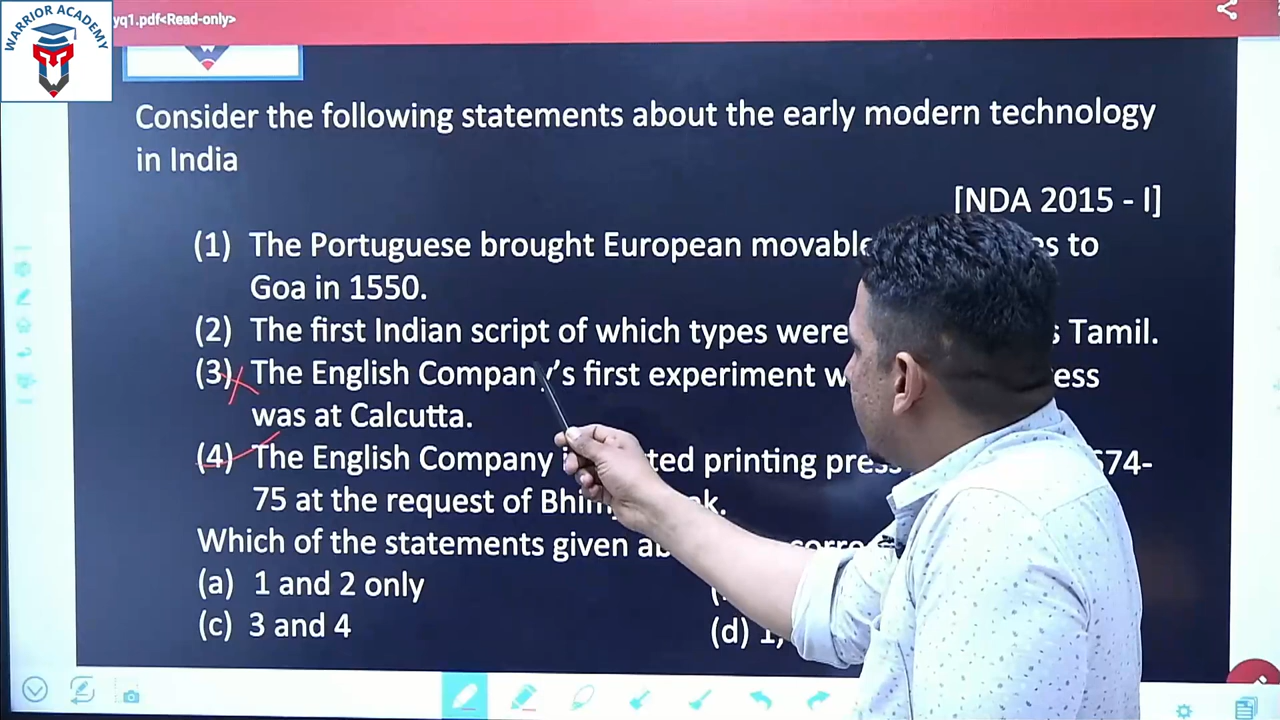 WARRIOR ACADEMY
yq1.pdf<Read-only>
Consider the following statements about the early modern technology
in India
[NDA 2015 - I]
(1) The Portuguese brought European movable to
Goa in 1550.
(2) The first Indian script of which types were Tamil.
(3) The English Company's first experiment
was at Calcutta.
(4) The English Company printing 674-
75 at the request of
Which of the statements given
(a) 1 and 2 only
(c) 3 and 4
(d) 1,